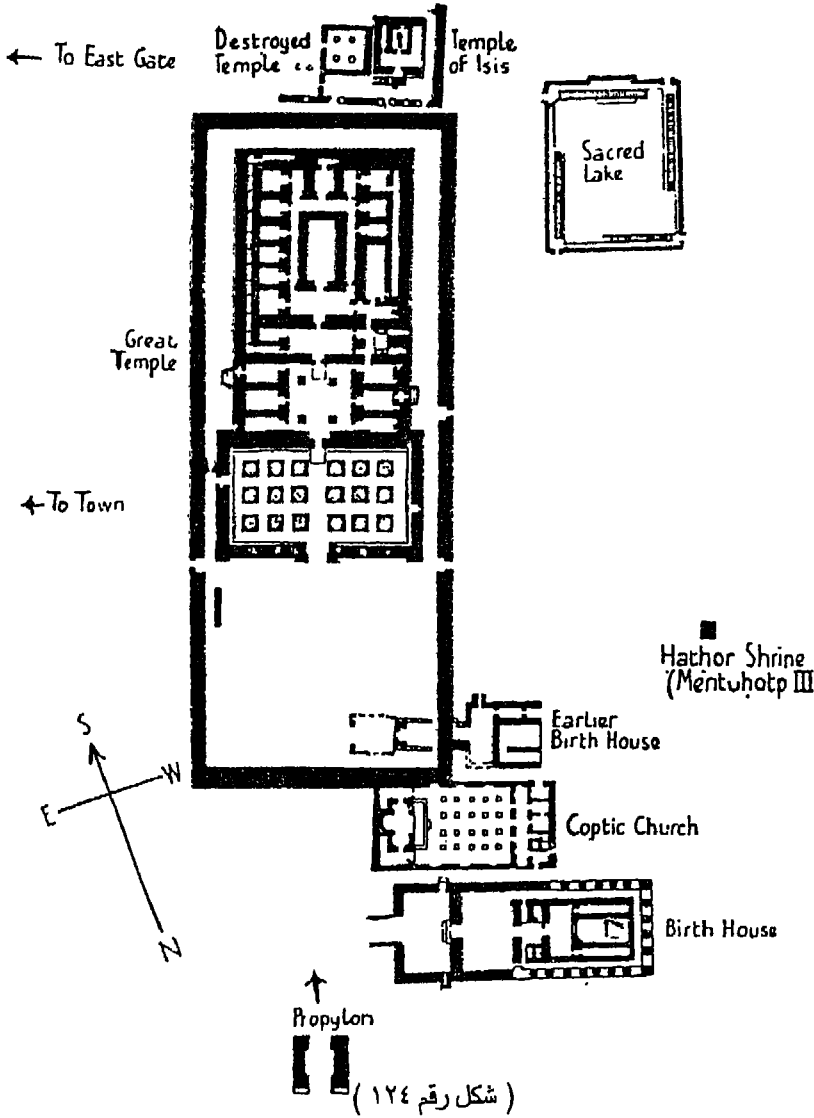 ← To East Gate
Destroyed
Temple
Temple
of Isis
Sacred
Lake
Great
Temple
← To Town
Hathor Shrine
(Mentuhotp III
Earlier
Birth House
S
E
W
N
Coptic Church
Birth House
Propylon
( شكل رقم ١٢٤ )